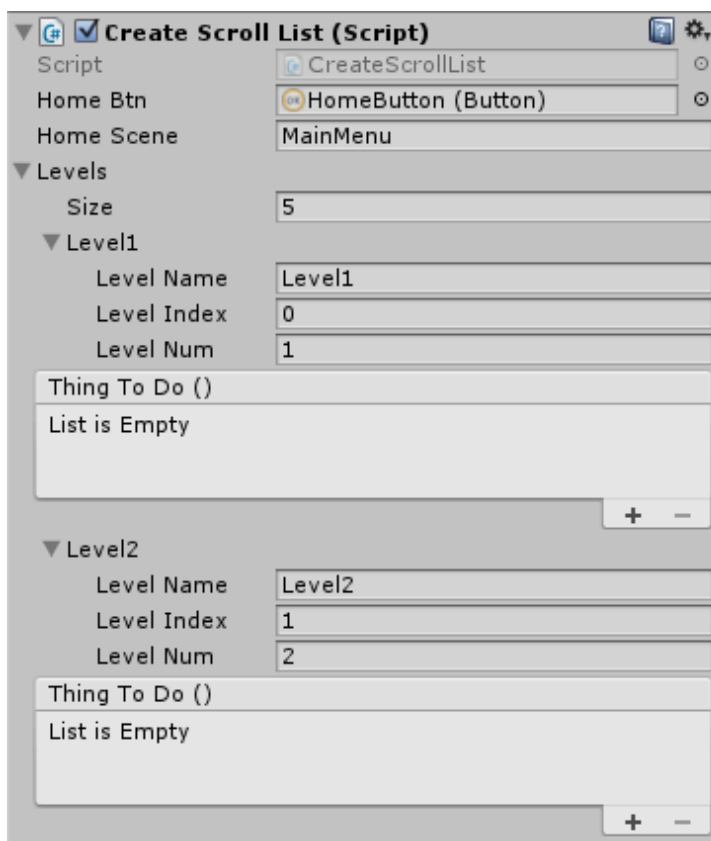 Create Scroll List (Script)
Script CreateScrollList
Home Btn HomeButton (Button)
Home Scene MainMenu
Levels
Size 5
Level1
Level Name Level1
Level Index 0
Level Num 1
Thing To Do ()
List is Empty
+ −
Level2
Level Name Level2
Level Index 1
Level Num 2
Thing To Do ()
List is Empty
+ −